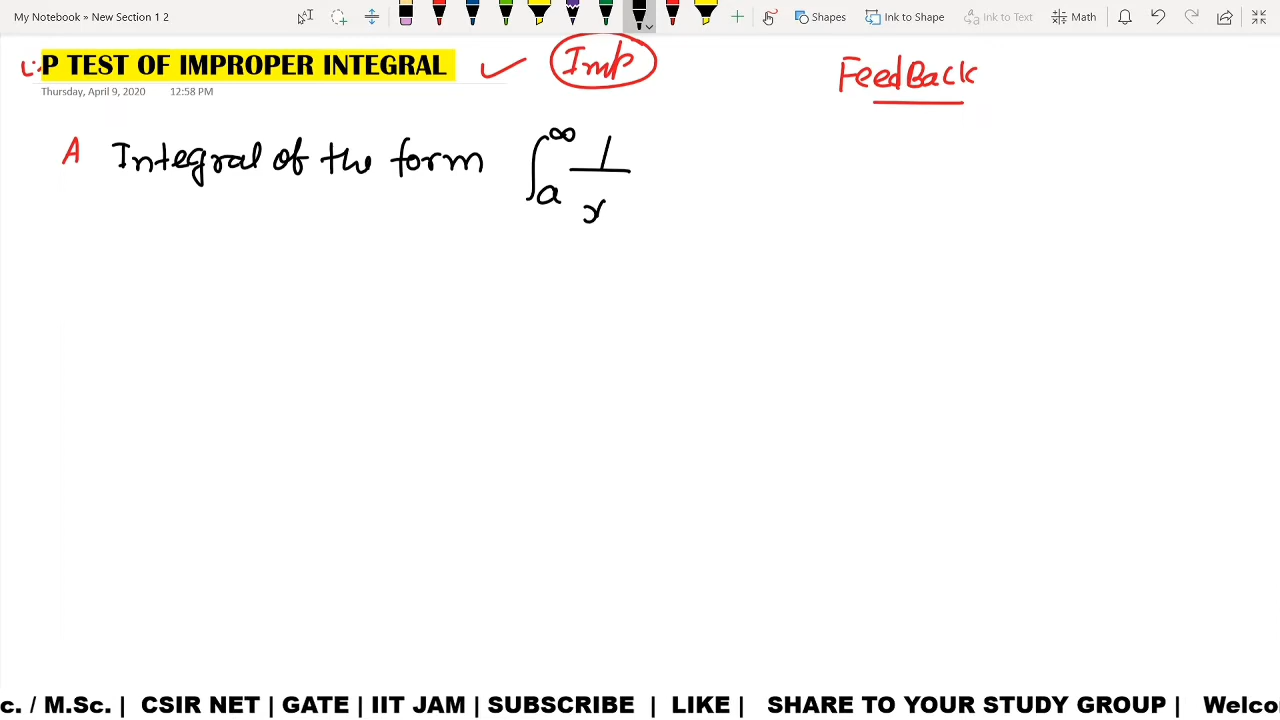 My Notebook » New Section 1 2
Shapes Ink to Shape Ink to Text Math
P TEST OF IMPROPER INTEGRAL ✓ Imp
FeedBack
Thursday, April 9, 2020 12:58 PM
A Integral of the form ∫_a^∞ 1/x
c. / M.Sc. | CSIR NET | GATE | IIT JAM | SUBSCRIBE | LIKE | SHARE TO YOUR STUDY GROUP | Welco